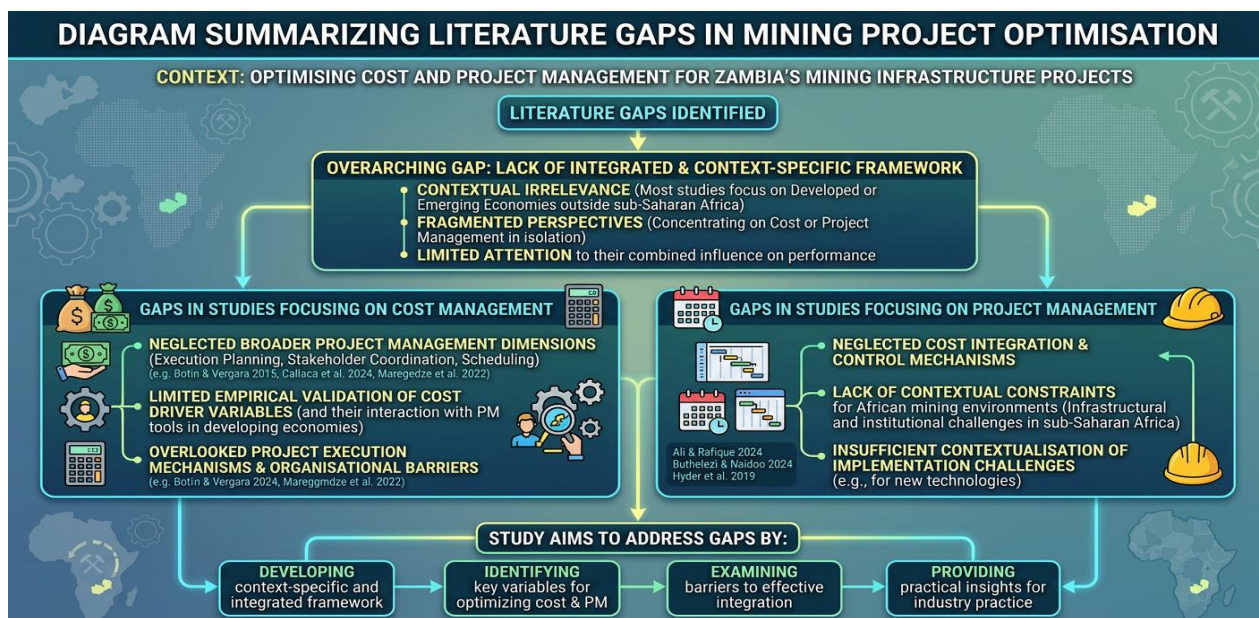 DIAGRAM SUMMARIZING LITERATURE GAPS IN MINING PROJECT OPTIMISATION
CONTEXT: OPTIMISING COST AND PROJECT MANAGEMENT FOR ZAMBIA'S MINING INFRASTRUCTURE PROJECTS
LITERATURE GAPS IDENTIFIED
OVERARCHING GAP: LACK OF INTEGRATED & CONTEXT-SPECIFIC FRAMEWORK
CONTEXTUAL IRRELEVANCE (Most studies focus on Developed or
Emerging Economies outside sub-Saharan Africa)
FRAGMENTED PERSPECTIVES (Concentrating on Cost or Project
Management in isolation)
LIMITED ATTENTION to their combined influence on performance
GAPS IN STUDIES FOCUSING ON COST MANAGEMENT
NEGLECTED BROADER PROJECT MANAGEMENT DIMENSIONS
(Execution Planning, Stakeholder Coordination, Scheduling)
(e.g. Botin & Vergara 2015, Callaca et al. 2024, Maregedze et al. 2022)
LIMITED EMPIRICAL VALIDATION OF COST
DRIVER VARIABLES (and their interaction with PM
tools in developing economies)
OVERLOOKED PROJECT EXECUTION
MECHANISMS & ORGANISATIONAL BARRIERS
(e.g. Botin & Vergara 2024, Mareggmdze et al. 2022)
GAPS IN STUDIES FOCUSING ON PROJECT MANAGEMENT
NEGLECTED COST INTEGRATION &
CONTROL MECHANISMS
LACK OF CONTEXTUAL CONSTRAINTS
for African mining environments (Infrastructural
and institutional challenges in sub-Saharan Africa)
INSUFFICIENT CONTEXTUALISATION OF
IMPLEMENTATION CHALLENGES
(e.g., for new technologies)
Ali & Rafique 2024
Buthelezi & Naidoo 2024
Hyder et al. 2019
STUDY AIMS TO ADDRESS GAPS BY:
DEVELOPING
context-specific and
integrated framework
IDENTIFYING
key variables for
optimizing cost & PM
EXAMINING
barriers to effective
integration
PROVIDING
practical insights for
industry practice